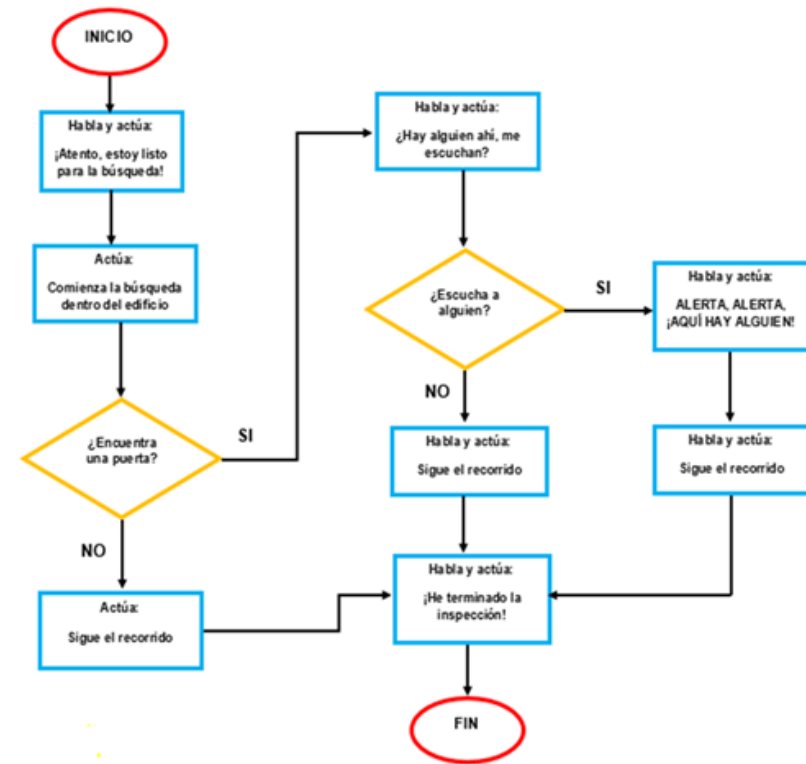 INICIO
Habla y actúa:
¡Atento, estoy listo
para la búsqueda!
Actúa:
Comienza la búsqueda
dentro del edificio
¿Encuentra
una puerta?
SI
NO
Actúa:
Sigue el recorrido
Habla y actúa:
¿Hay alguien ahí, me
escuchan?
¿Escucha a
alguien?
SI
NO
Habla y actúa:
ALERTA, ALERTA,
¡AQUÍ HAY ALGUIEN!
Habla y actúa:
Sigue el recorrido
Habla y actúa:
Sigue el recorrido
Habla y actúa:
¡He terminado la
inspección!
FIN